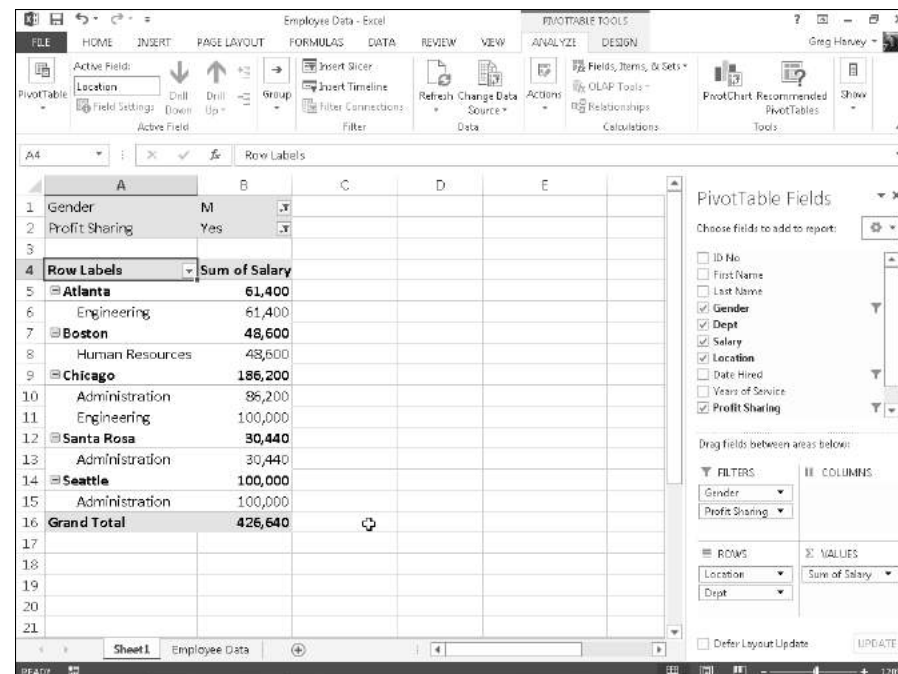 Employee Data - Excel
PIVOTTABLE TOOLS
FILE HOME INSERT PAGE LAYOUT FORMULAS DATA REVIEW VIEW ANALYZE DESIGN Greg Harvey
PivotTable
Active Field:
Location
Field Settings
Drill Down
Drill Up
Active Field
Group
Insert Slicer
Insert Timeline
Filter Connections
Filter
Refresh
Change Data Source
Data
Actions
Fields, Items, & Sets
OLAP Tools
Relationships
Calculations
PivotChart
Recommended PivotTables
Tools
Show
A4 fx Row Labels
A B C D E
1 Gender M
2 Profit Sharing Yes
3
4 Row Labels Sum of Salary
5 Atlanta 61,400
6 Engineering 61,400
7 Boston 48,600
8 Human Resources 48,600
9 Chicago 186,200
10 Administration 86,200
11 Engineering 100,000
12 Santa Rosa 30,440
13 Administration 30,440
14 Seattle 100,000
15 Administration 100,000
16 Grand Total 426,640
17
18
19
20
21
PivotTable Fields
Choose fields to add to report:
ID No
First Name
Last Name
Gender
Dept
Salary
Location
Date Hired
Years of Service
Profit Sharing
Drag fields between areas below:
FILTERS
Gender
Profit Sharing
COLUMNS
ROWS
Location
Dept
Σ VALUES
Sum of Salary
Defer Layout Update
UPDATE
Sheet1 Employee Data
READY